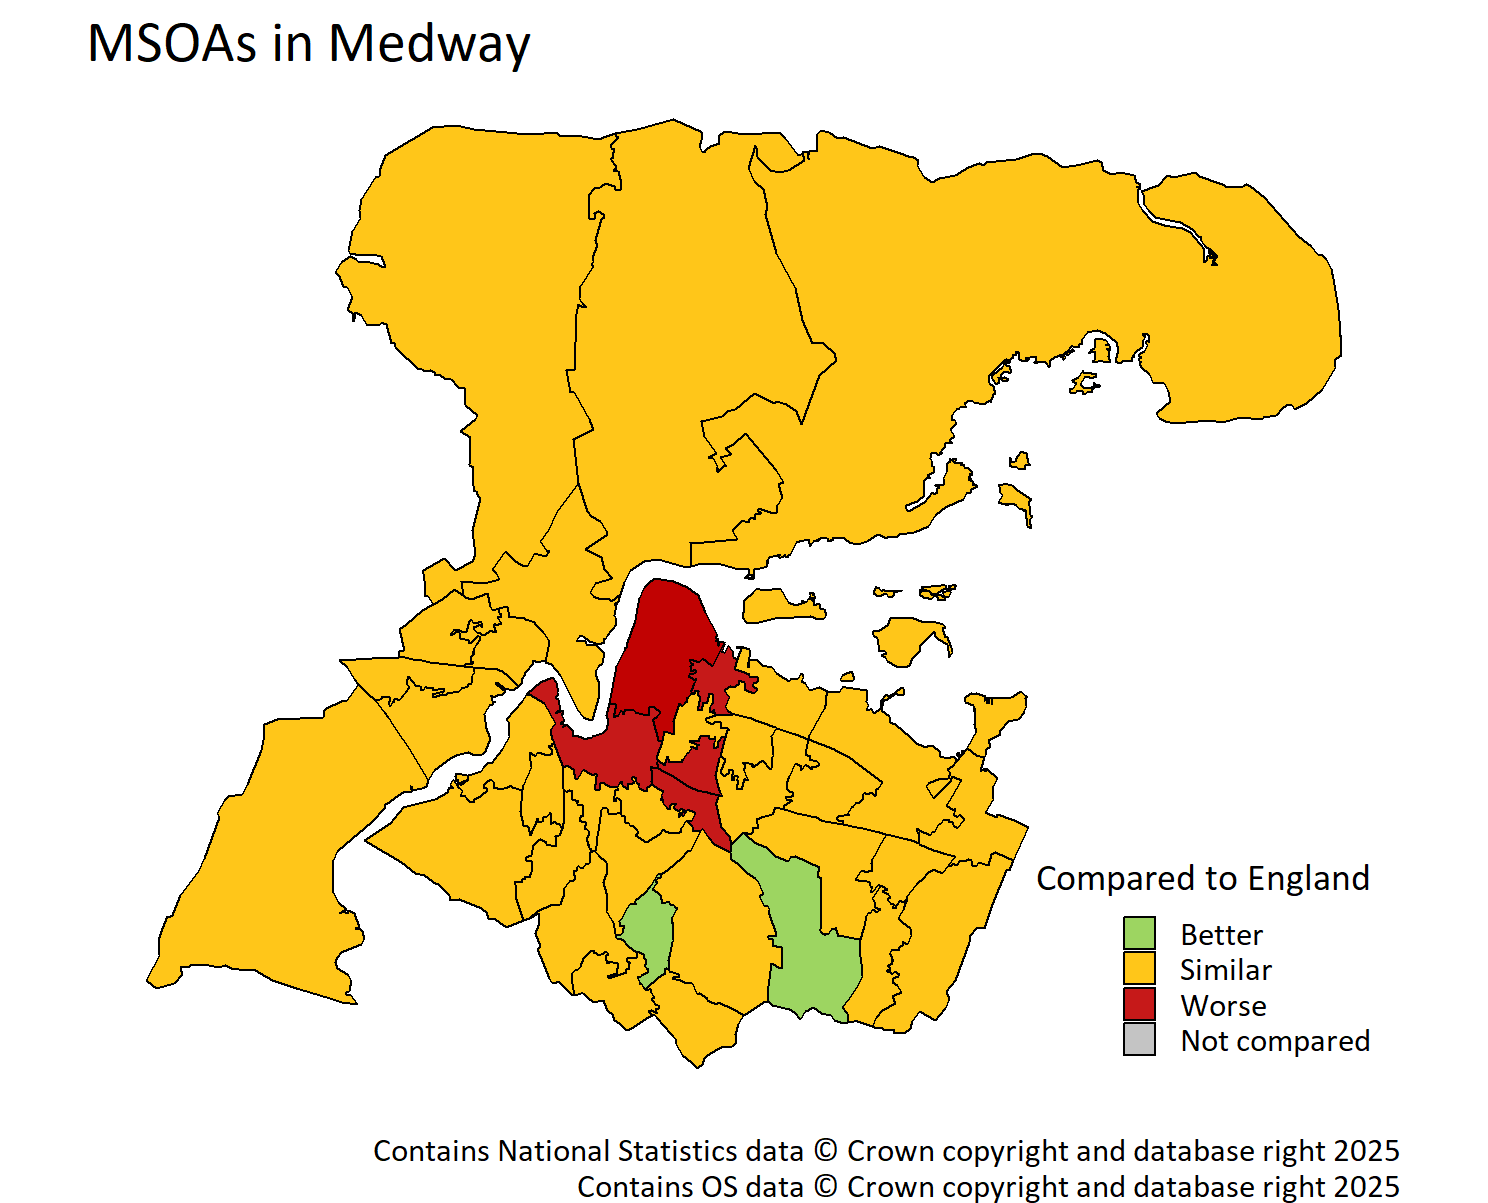 MSOAs in Medway
Compared to England
Better
Similar
Worse
Not compared
Contains National Statistics data © Crown copyright and database right 2025
Contains OS data © Crown copyright and database right 2025